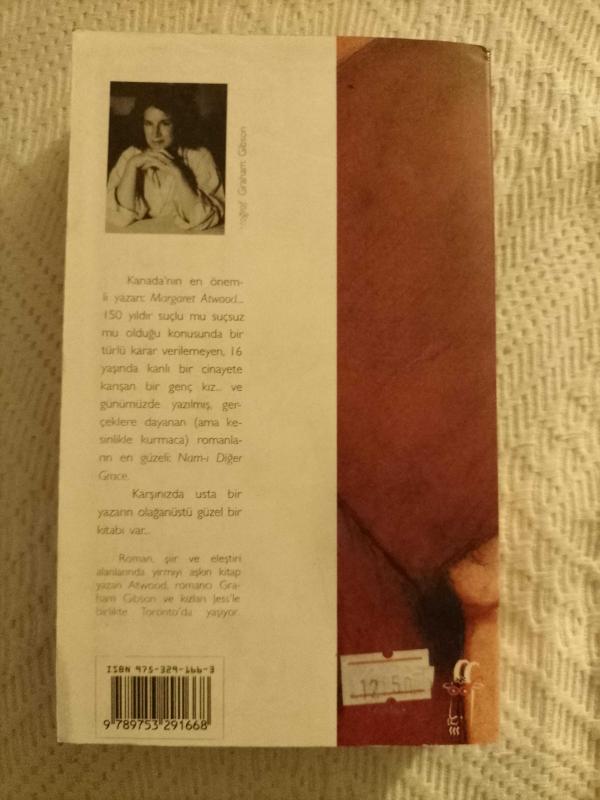 Fotoğraf Graham Gibson
Kanada'nın en önem-
li yazarı: Margaret Atwood...
150 yıldır suçlu mu suçsuz
mu olduğu konusunda bir
türlü karar verilemeyen, 16
yaşında kanlı bir cinayete
karışan bir genç kız... ve
günümüzde yazılmış, ger-
çeklere dayanan (ama ke-
sinlikle kurmaca) romanla-
rın en güzeli: Nam-ı Diğer
Grace.
Karşınızda usta bir
yazarın olağanüstü güzel bir
kitabı var...
Roman, şiir ve eleştiri
alanlarında yirmiyi aşkın kitap
yazan Atwood, romancı Gra-
ham Gibson ve kızları Jess'le
birlikte Toronto'da yaşıyor.
ISBN 975-329-166-3
9 789753 291668
12.50